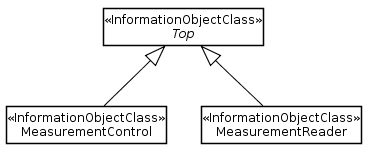 «InformationObjectClass»
Top
«InformationObjectClass»
MeasurementControl
«InformationObjectClass»
MeasurementReader